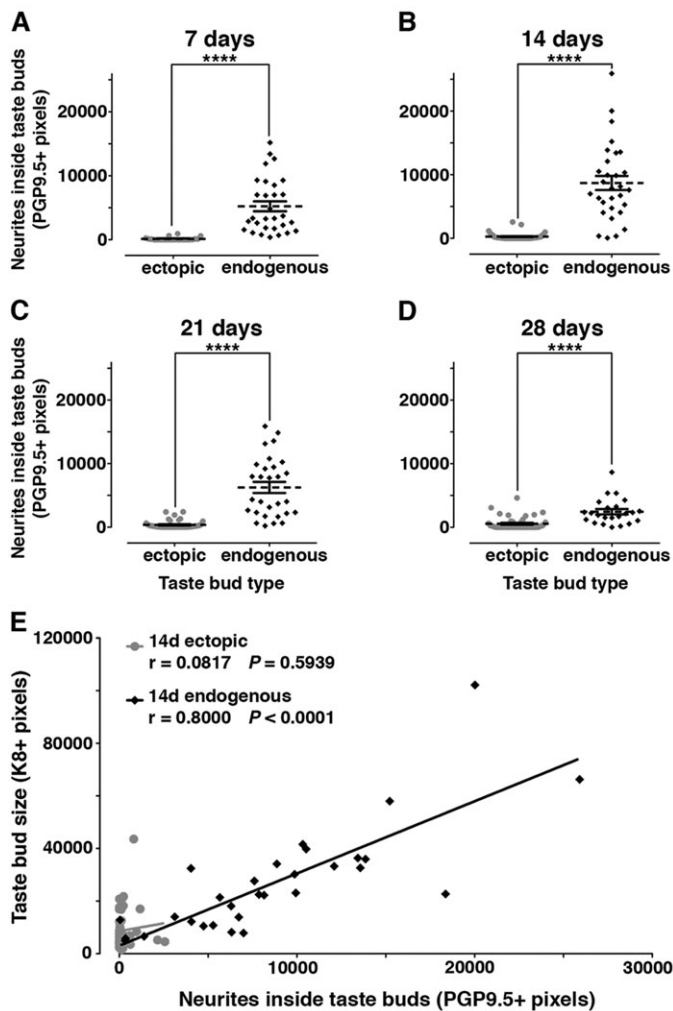 A
7 days
****
Neurites inside taste buds
(PGP9.5+ pixels)
20000
10000
0
ectopic endogenous
B
14 days
****
20000
10000
0
ectopic endogenous
C
21 days
****
Neurites inside taste buds
(PGP9.5+ pixels)
20000
10000
0
ectopic endogenous
Taste bud type
D
28 days
****
20000
10000
0
ectopic endogenous
Taste bud type
E
Taste bud size (K8+ pixels)
120000
80000
40000
0
14d ectopic
r = 0.0817 P = 0.5939
14d endogenous
r = 0.8000 P < 0.0001
0 10000 20000 30000
Neurites inside taste buds (PGP9.5+ pixels)